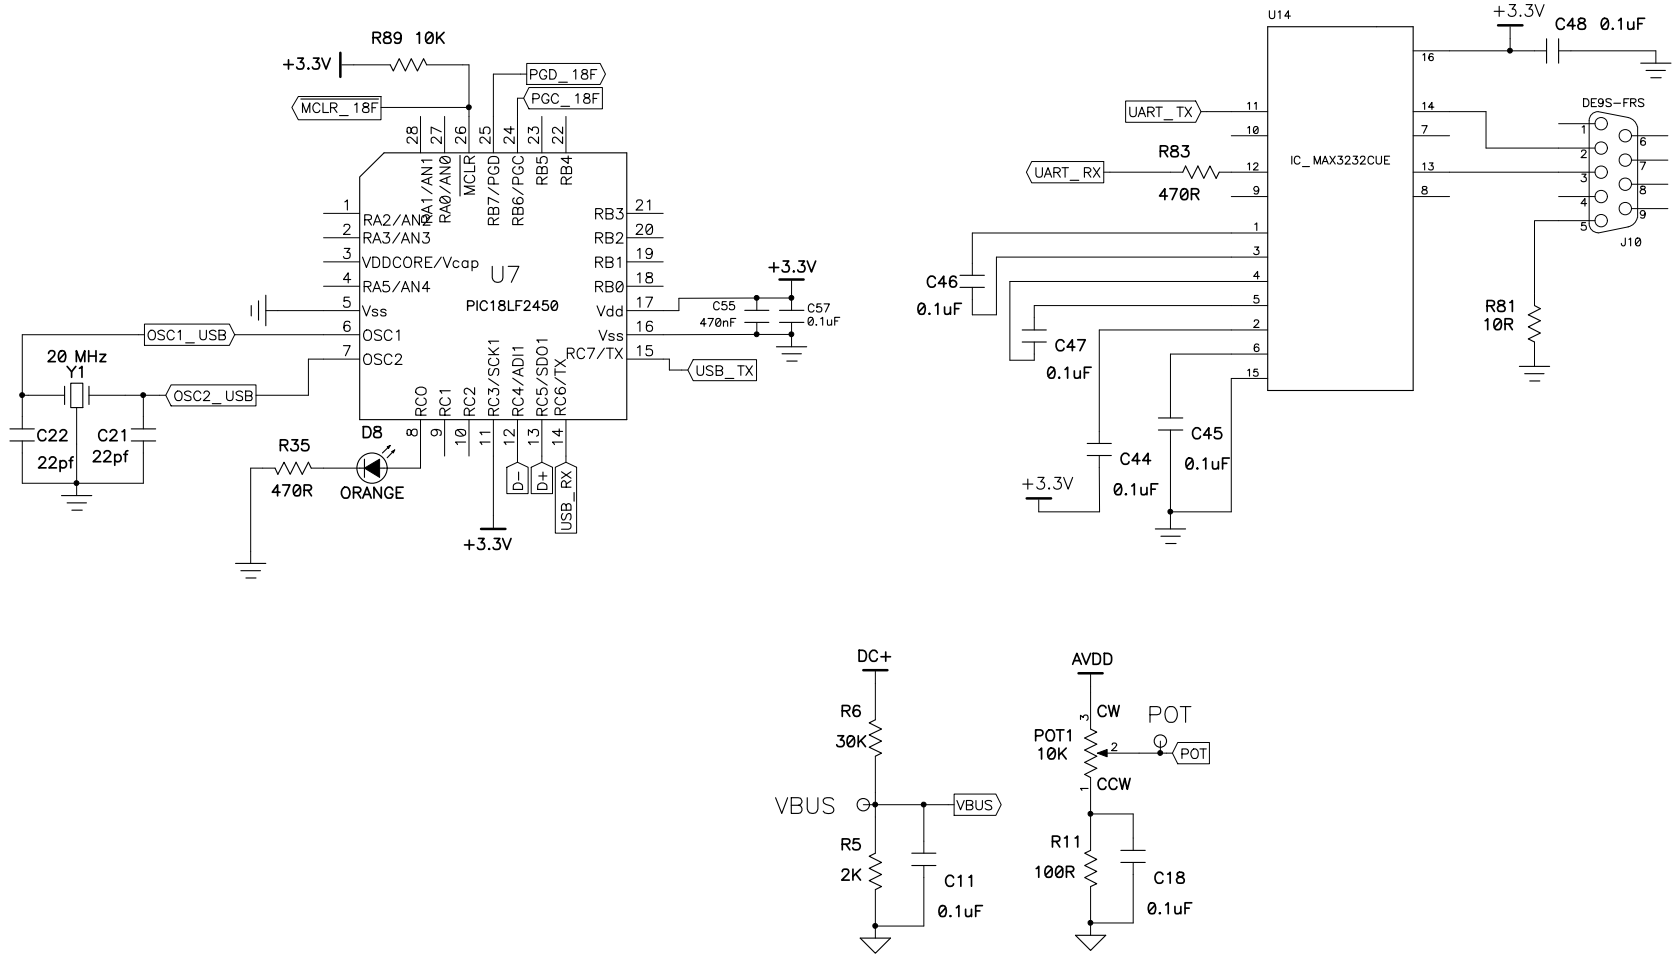 R89 10K
+3.3V
MCLR_18F
PGD_18F
PGC_18F
28
27
26
25
24
23
22
RA1/AN1
RA0/AN0
MCLR
RB7/PGD
RB6/PGC
RB5
RB4
1
RA2/AN2
2
RA3/AN3
3
VDDCORE/Vcap
4
RA5/AN4
5
Vss
6
OSC1
7
OSC2
U7
PIC18LF2450
RB3
21
RB2
20
RB1
19
RB0
18
Vdd
17
Vss
16
RC7/TX
15
USB_TX
+3.3V
C55
470nF
C57
0.1uF
OSC1_USB
20 MHz
Y1
OSC2_USB
C22
22pf
C21
22pf
RC0
RC1
RC2
RC3/SCK1
RC4/ADI1
RC5/SDO1
RC6/TX
8
9
10
11
12
13
14
D8
ORANGE
R35
470R
D-
D+
USB_RX
+3.3V
U14
IC_MAX3232CUE
+3.3V
C48 0.1uF
16
UART_TX
11
10
R83
UART_RX
470R
12
9
1
3
4
5
2
6
15
14
7
13
8
DE9S-FRS
1
2
3
4
5
6
7
8
9
J10
R81
10R
C46
0.1uF
C47
0.1uF
C45
0.1uF
C44
0.1uF
+3.3V
DC+
R6
30K
VBUS
VBUS
R5
2K
C11
0.1uF
AVDD
3
CW
POT1
10K
2
POT
POT
CCW
1
R11
100R
C18
0.1uF